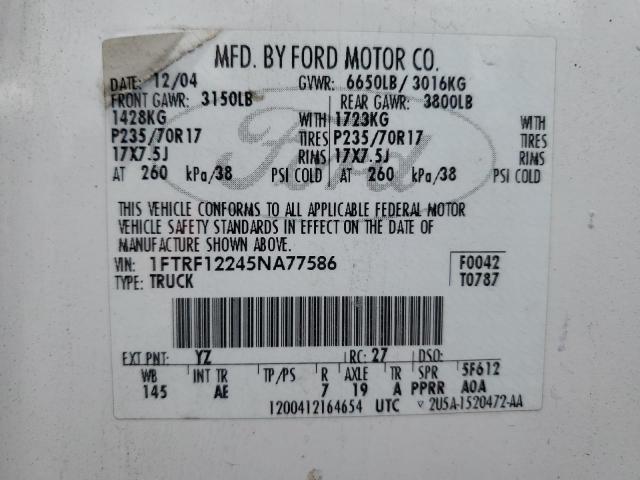 MFD. BY FORD MOTOR CO.
DATE: 12/04 GVWR: 6650LB/ 3016KG
FRONT GAWR: 3150LB REAR GAWR: 3800LB
1428KG WITH 1723KG WITH
P235/70R17 TIRES P235/70R17 TIRES
17X7.5J RIMS 17X7.5J RIMS
AT 260 kPa/38 PSI COLD AT 260 kPa/38 PSI COLD
Ford
THIS VEHICLE CONFORMS TO ALL APPLICABLE FEDERAL MOTOR
VEHICLE SAFETY STANDARDS IN EFFECT ON THE DATE OF
MANUFACTURE SHOWN ABOVE.
VIN: 1FTRF12245NA77586 F0042
TYPE: TRUCK T0787
EXT PNT: YZ RC: 27 DSO:
WB INT TR TP/PS R AXLE TR SPR 5F612
145 AE 7 19 A PPRR AOA
1200412164654 UTC ▽ 2U5A-1520472-AA